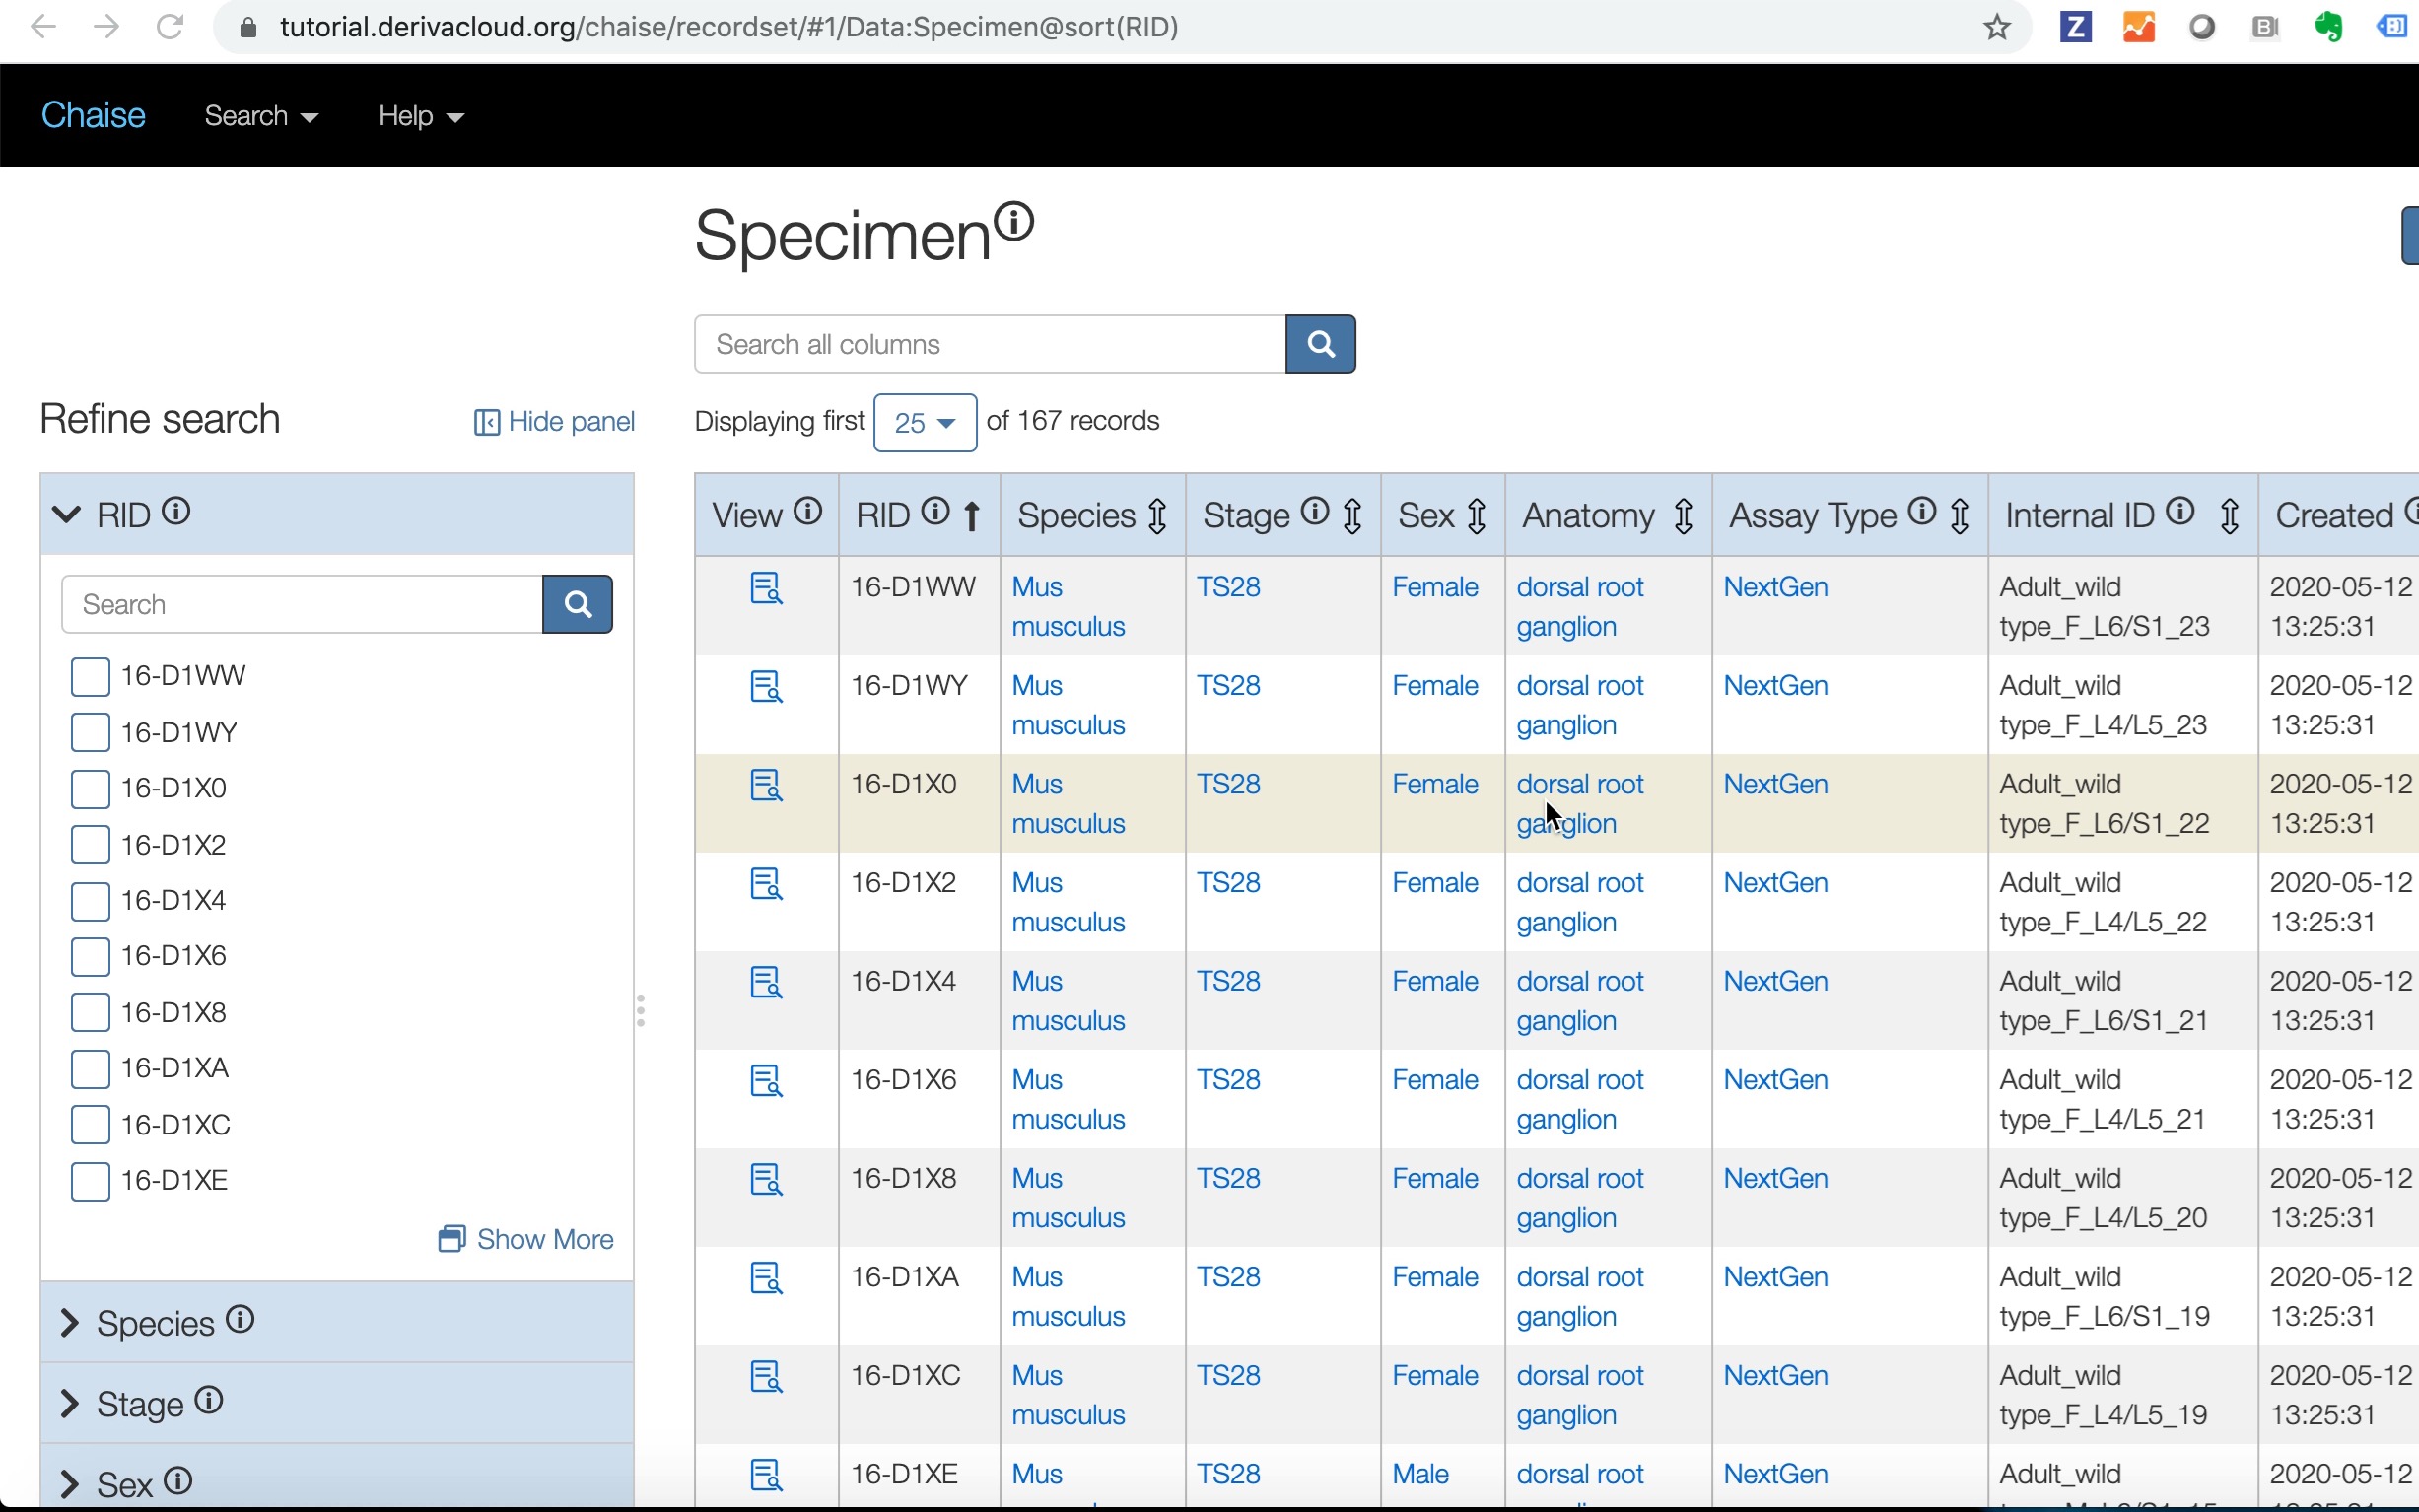 tutorial.derivacloud.org/chaise/recordset/#1/Data:Specimen@sort(RID)
Chaise Search Help
Specimen
Search all columns
Refine search Hide panel Displaying first 25 of 167 records
RID
Search
16-D1WW
16-D1WY
16-D1X0
16-D1X2
16-D1X4
16-D1X6
16-D1X8
16-D1XA
16-D1XC
16-D1XE
Show More
Species
Stage
Sex
View RID Species Stage Sex Anatomy Assay Type Internal ID Created
16-D1WW Mus TS28 Female dorsal root NextGen Adult_wild 2020-05-12
musculus ganglion type_F_L6/S1_23 13:25:31
16-D1WY Mus TS28 Female dorsal root NextGen Adult_wild 2020-05-12
musculus ganglion type_F_L4/L5_23 13:25:31
16-D1X0 Mus TS28 Female dorsal root NextGen Adult_wild 2020-05-12
musculus ganglion type_F_L6/S1_22 13:25:31
16-D1X2 Mus TS28 Female dorsal root NextGen Adult_wild 2020-05-12
musculus ganglion type_F_L4/L5_22 13:25:31
16-D1X4 Mus TS28 Female dorsal root NextGen Adult_wild 2020-05-12
musculus ganglion type_F_L6/S1_21 13:25:31
16-D1X6 Mus TS28 Female dorsal root NextGen Adult_wild 2020-05-12
musculus ganglion type_F_L4/L5_21 13:25:31
16-D1X8 Mus TS28 Female dorsal root NextGen Adult_wild 2020-05-12
musculus ganglion type_F_L4/L5_20 13:25:31
16-D1XA Mus TS28 Female dorsal root NextGen Adult_wild 2020-05-12
musculus ganglion type_F_L6/S1_19 13:25:31
16-D1XC Mus TS28 Female dorsal root NextGen Adult_wild 2020-05-12
musculus ganglion type_F_L4/L5_19 13:25:31
16-D1XE Mus TS28 Male dorsal root NextGen Adult_wild 2020-05-12